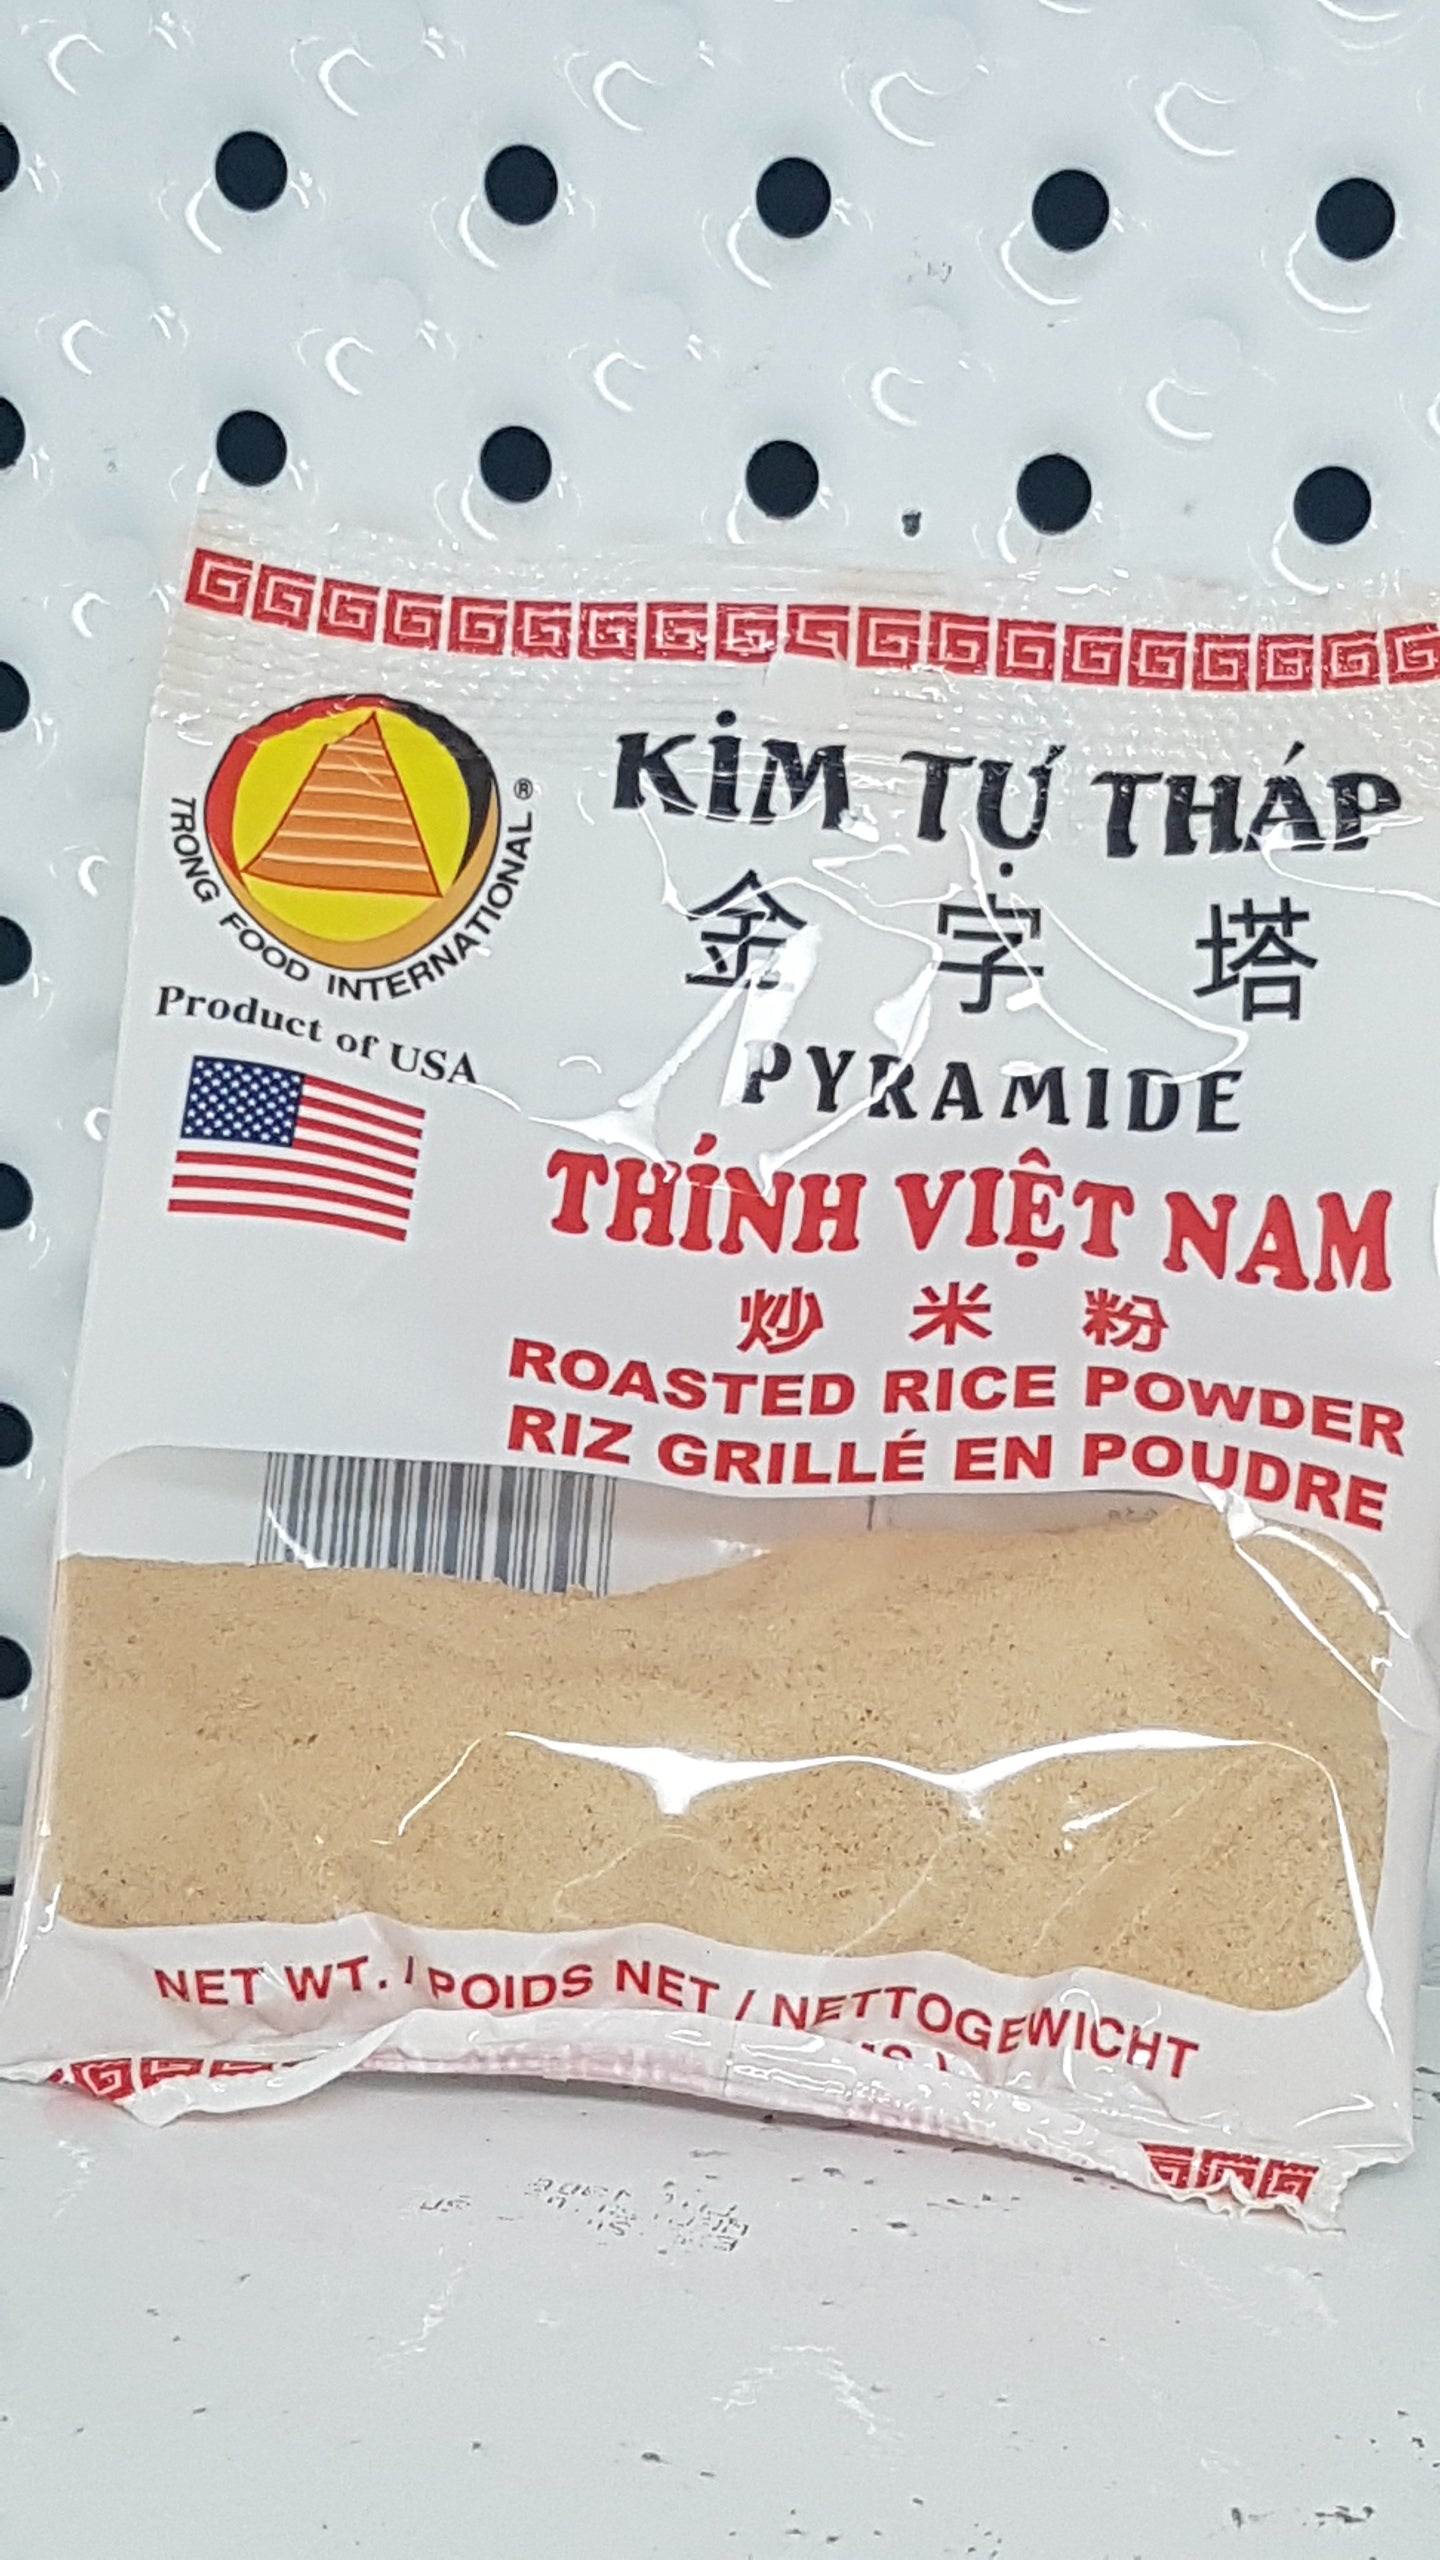 KIM TỰ THÁP
金字塔
PYRAMIDE
TRONG FOOD INTERNATIONAL ®
Product of USA
THÍNH VIỆT NAM
炒米粉
ROASTED RICE POWDER
RIZ GRILLÉ EN POUDRE
NET WT. / POIDS NET / NETTOGEWICHT